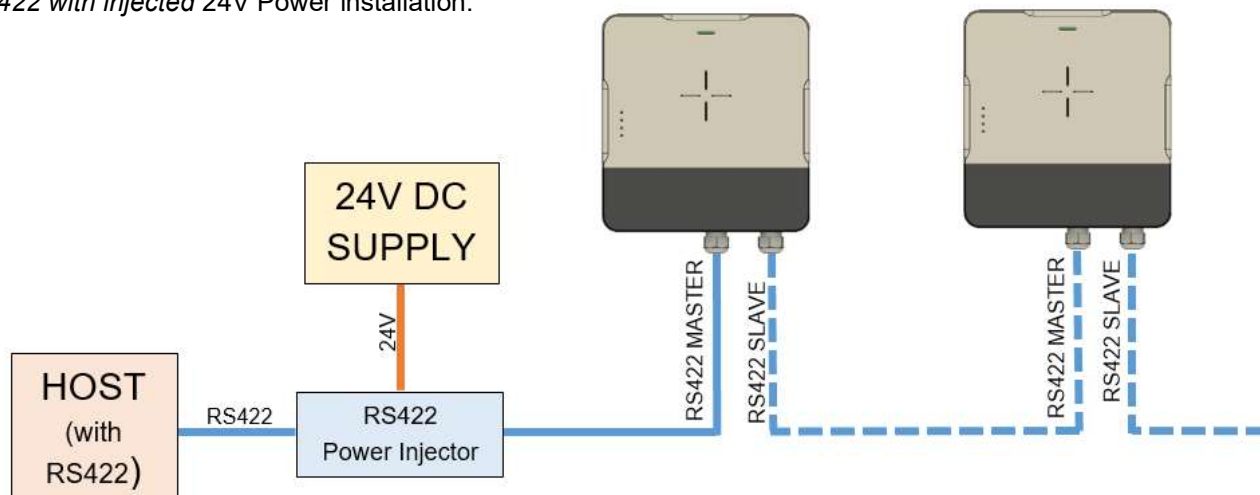 422 with injected 24V Power installation.
24V DC
SUPPLY
24V
HOST
(with
RS422)
RS422
RS422
Power Injector
RS422 MASTER
RS422 SLAVE
RS422 MASTER
RS422 SLAVE